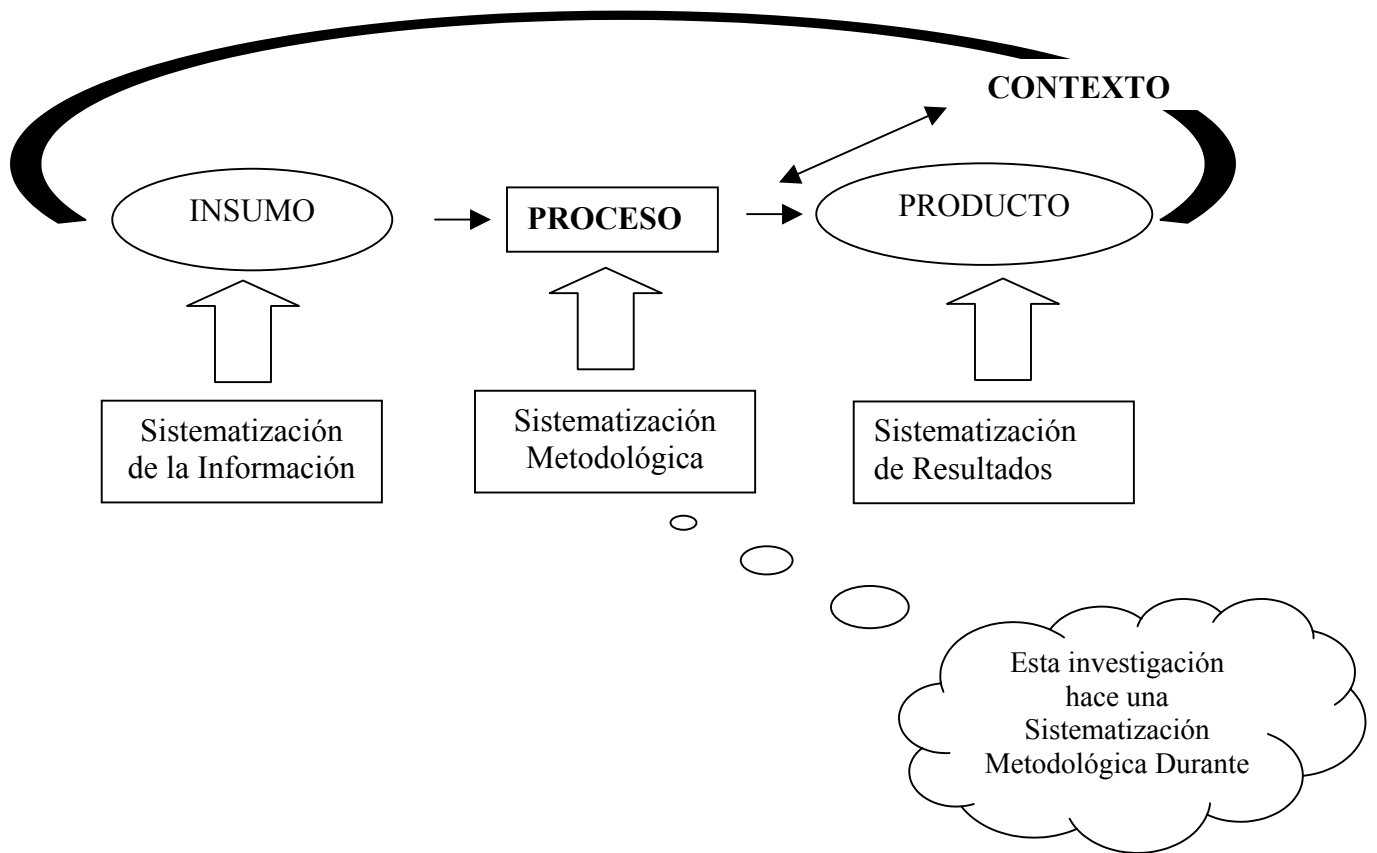 CONTEXTO
INSUMO
PROCESO
PRODUCTO
Sistematización
de la Información
Sistematización
Metodológica
Sistematización
de Resultados
Esta investigación
hace una
Sistematización
Metodológica Durante